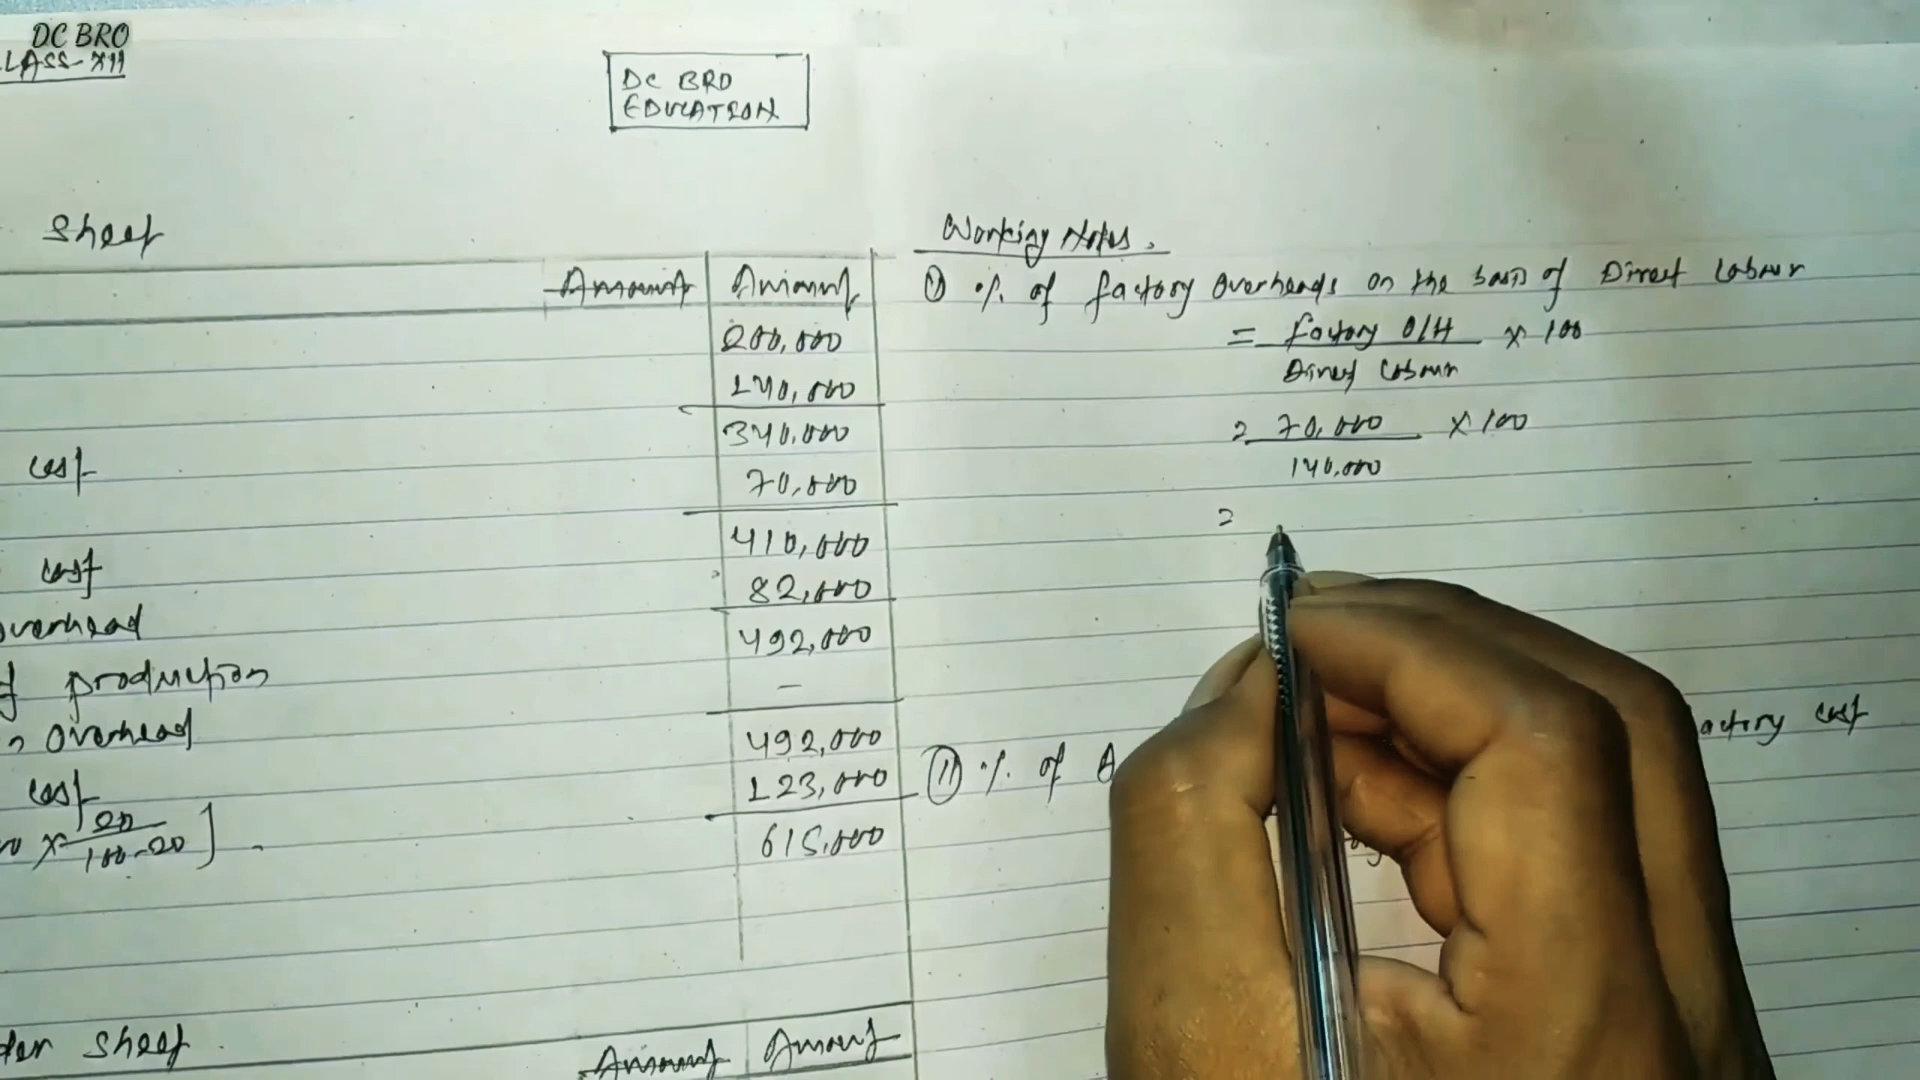 DC BRO
LASS-XII
DC BRO
EDUCATION
Sheet
Amount Amount
200,000
140,000
340,000
cost
70,000
410,000
cost
82,000
overhead
492,000
production
-
overhead
492,000
cost
123,000
× 20 / 100-20 ]
615,000
der sheet
Amount Amount
Working Notes.
① % of factory overheads on the basis of Direct labour
= factory O/H × 100
Direct labour
= 70,000 × 100
140,000
=
② % of A
actory cost